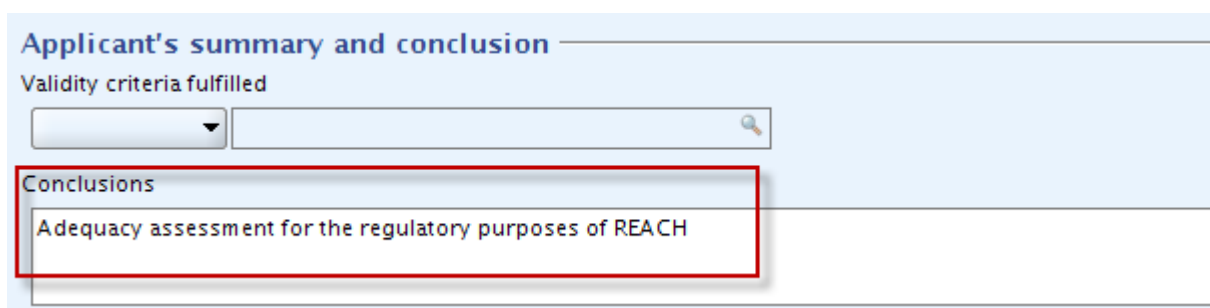 Applicant's summary and conclusion
Validity criteria fulfilled
Conclusions
Adequacy assessment for the regulatory purposes of REACH